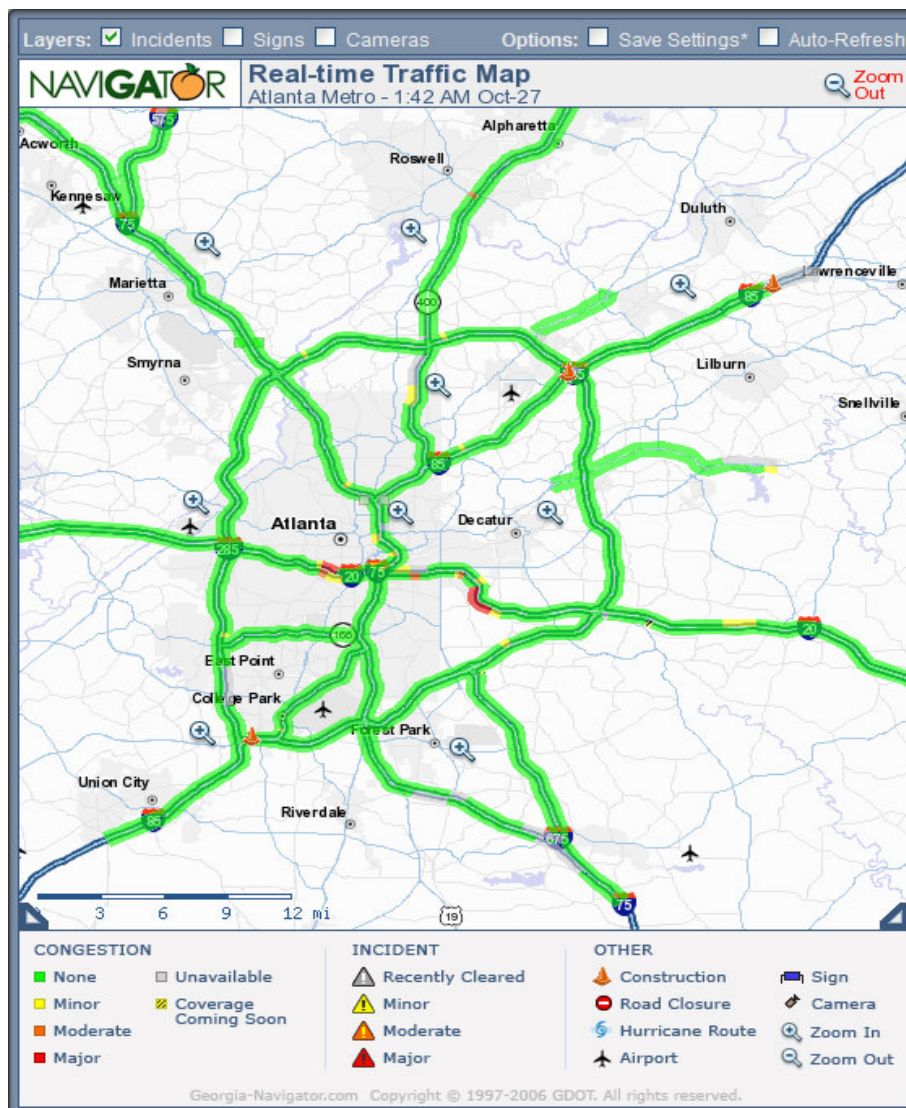 Layers: Incidents Signs Cameras Options: Save Settings* Auto-Refresh
NAVIGATOR
Real-time Traffic Map
Atlanta Metro - 1:42 AM Oct-27
Zoom
Out
575
Alpharetta
Acworth
Roswell
Kennesaw
75
Duluth
Marietta
Lawrenceville
85
400
Smyrna
Lilburn
Snellville
85
Atlanta
Decatur
285
20
75
20
166
East Point
College Park
Forest Park
Union City
Riverdale
85
675
75
3 6 9 12 mi
19
CONGESTION
None
Minor
Moderate
Major
Unavailable
Coverage
Coming Soon
INCIDENT
Recently Cleared
Minor
Moderate
Major
OTHER
Construction
Road Closure
Hurricane Route
Airport
Sign
Camera
Zoom In
Zoom Out
Georgia-Navigator.com Copyright © 1997-2006 GDOT. All rights reserved.